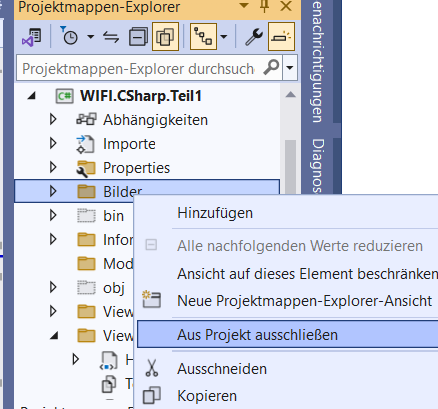 Projektmappen-Explorer
Projektmappen-Explorer durchsuch
WIFI.CSharp.Teil1
Abhängigkeiten
Importe
Properties
Bilder
bin
Infor
Mod
obj
View
View
H
Te
Hinzufügen
Alle nachfolgenden Werte reduzieren
Ansicht auf dieses Element beschränken
Neue Projektmappen-Explorer-Ansicht
Aus Projekt ausschließen
Ausschneiden
Kopieren
enachrichtigungen
Diagnos